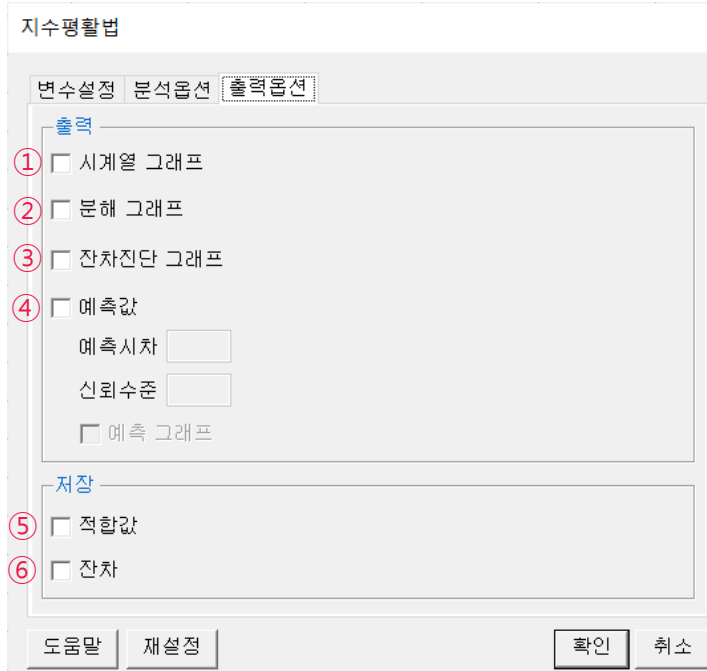 지수평활법
변수설정 분석옵션 출력옵션
출력
① 시계열 그래프
② 분해 그래프
③ 잔차진단 그래프
④ 예측값
예측시차
신뢰수준
예측 그래프
저장
⑤ 적합값
⑥ 잔차
도움말 재설정 확인 취소